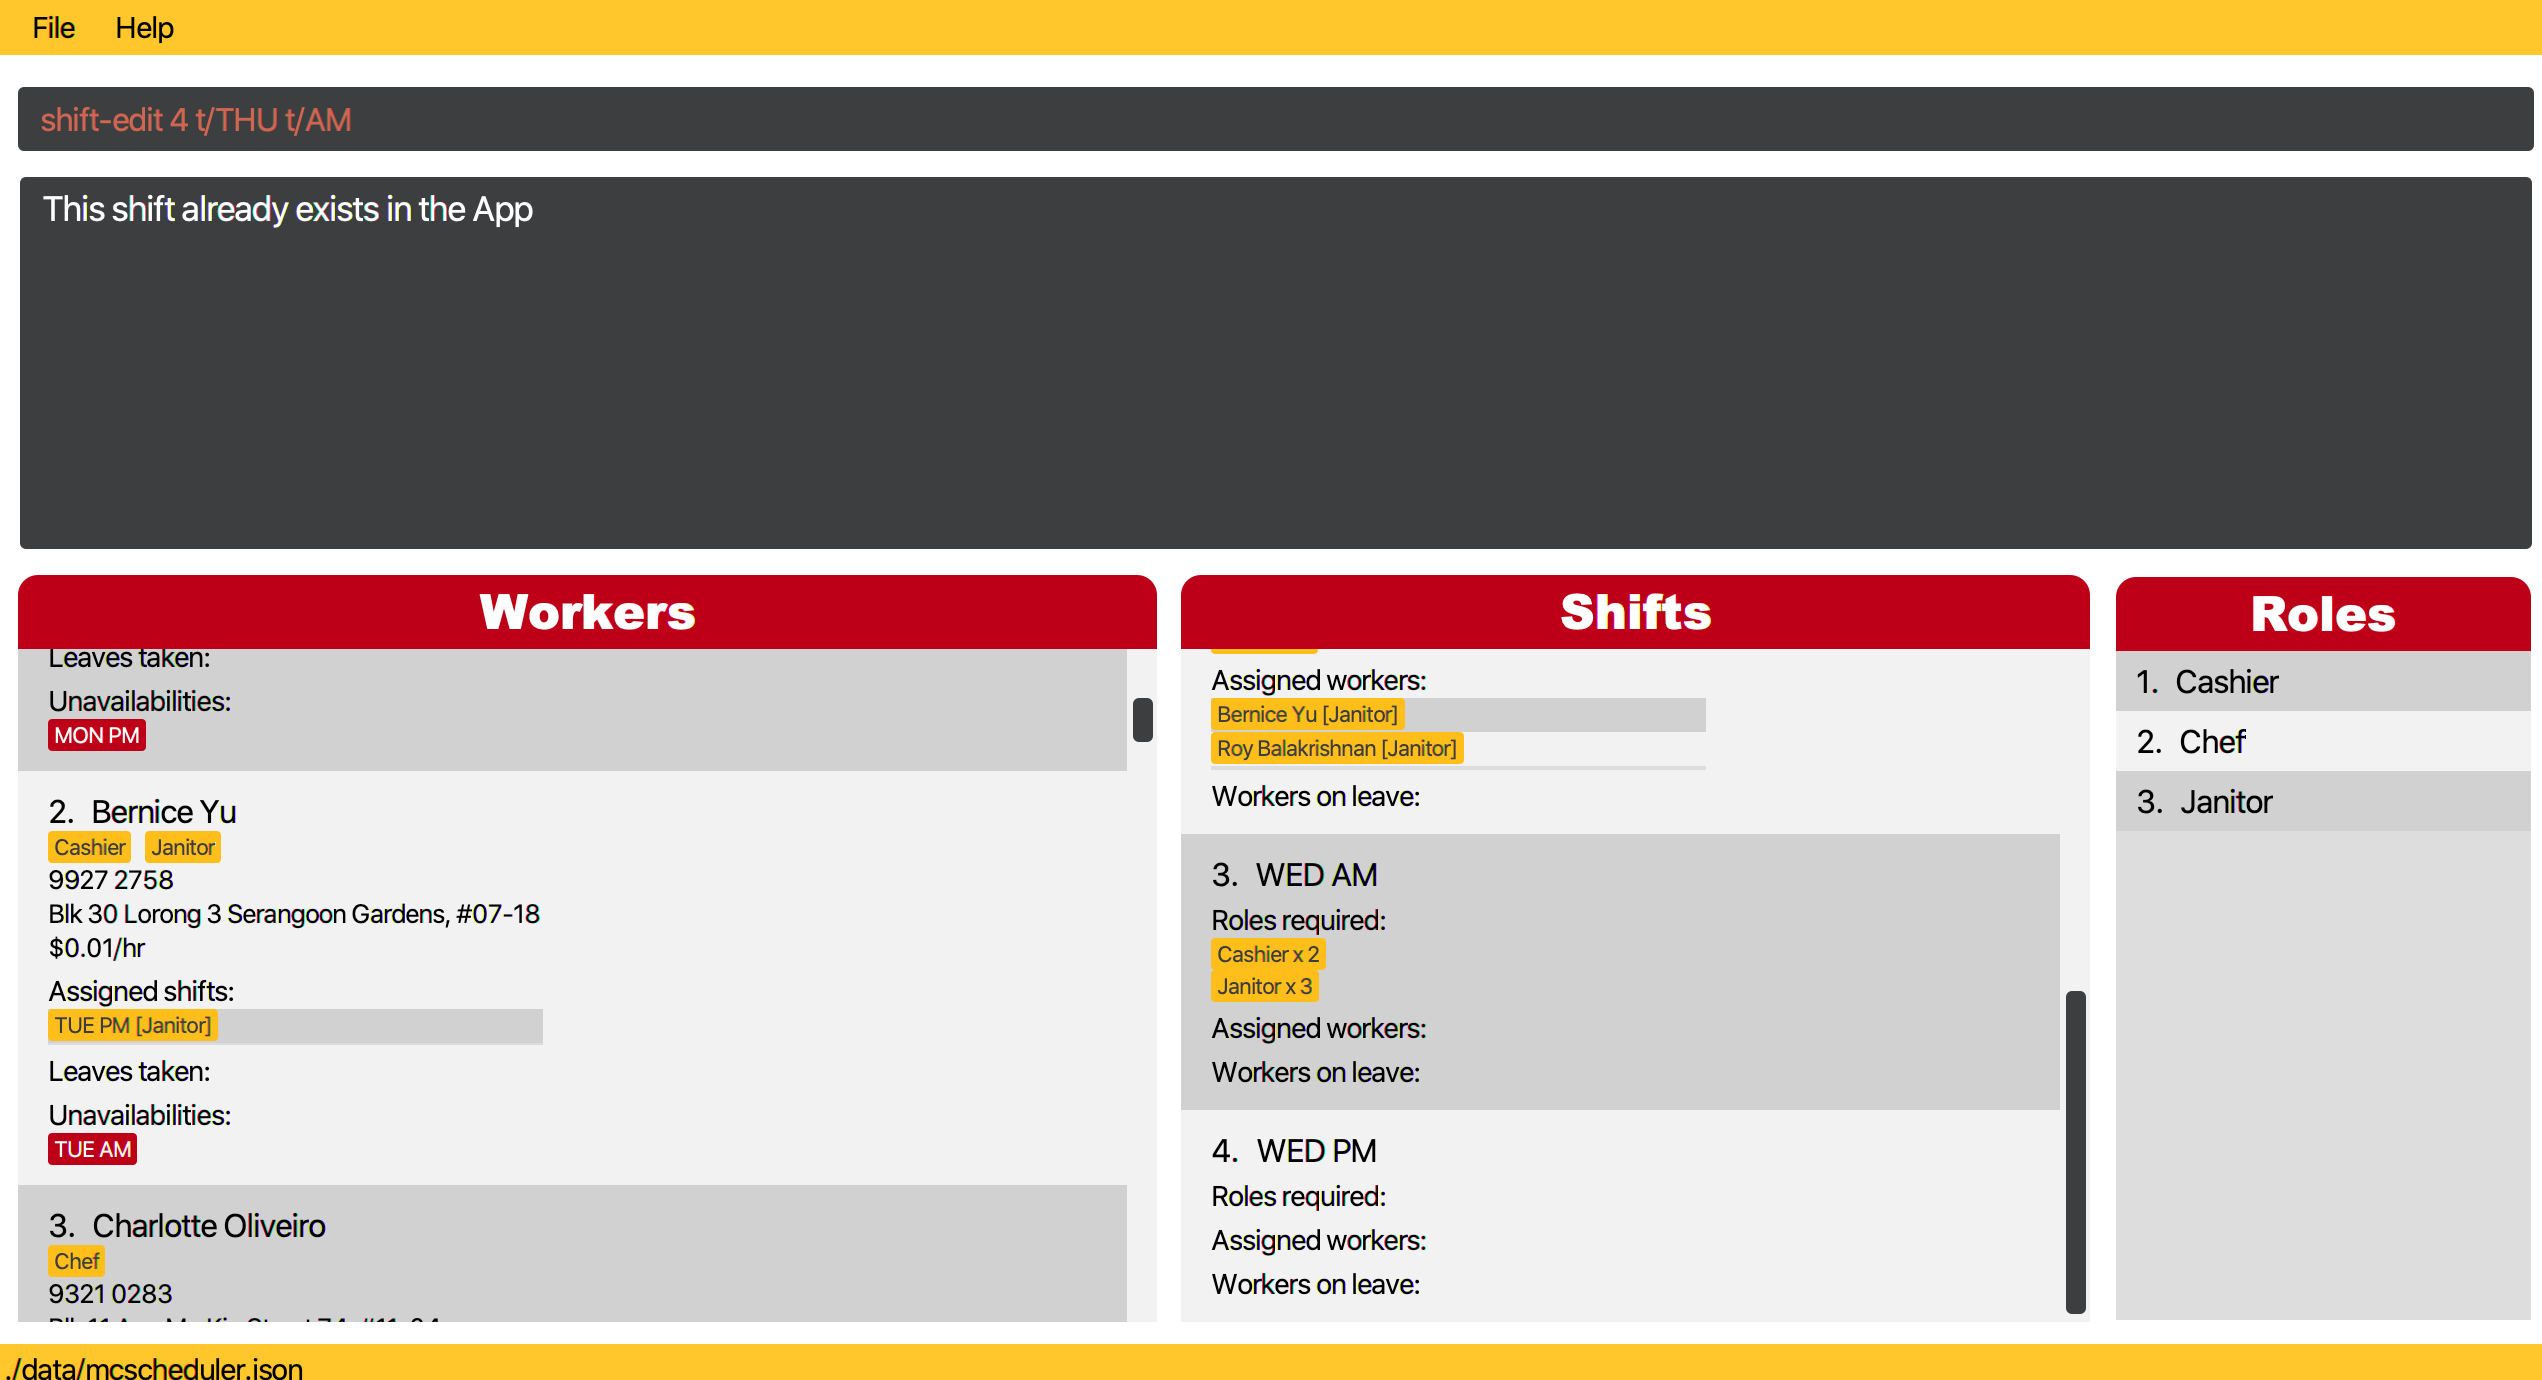 File Help
shift-edit 4 t/THU t/AM
This shift already exists in the App
Workers
Leaves taken:
Unavailabilities:
MON PM
2. Bernice Yu
Cashier Janitor
9927 2758
Blk 30 Lorong 3 Serangoon Gardens, #07-18
$0.01/hr
Assigned shifts:
TUE PM [Janitor]
Leaves taken:
Unavailabilities:
TUE AM
3. Charlotte Oliveiro
Chef
9321 0283
Shifts
Assigned workers:
Bernice Yu [Janitor]
Roy Balakrishnan [Janitor]
Workers on leave:
3. WED AM
Roles required:
Cashier x 2
Janitor x 3
Assigned workers:
Workers on leave:
4. WED PM
Roles required:
Assigned workers:
Workers on leave:
Roles
1. Cashier
2. Chef
3. Janitor
./data/mcscheduler.json